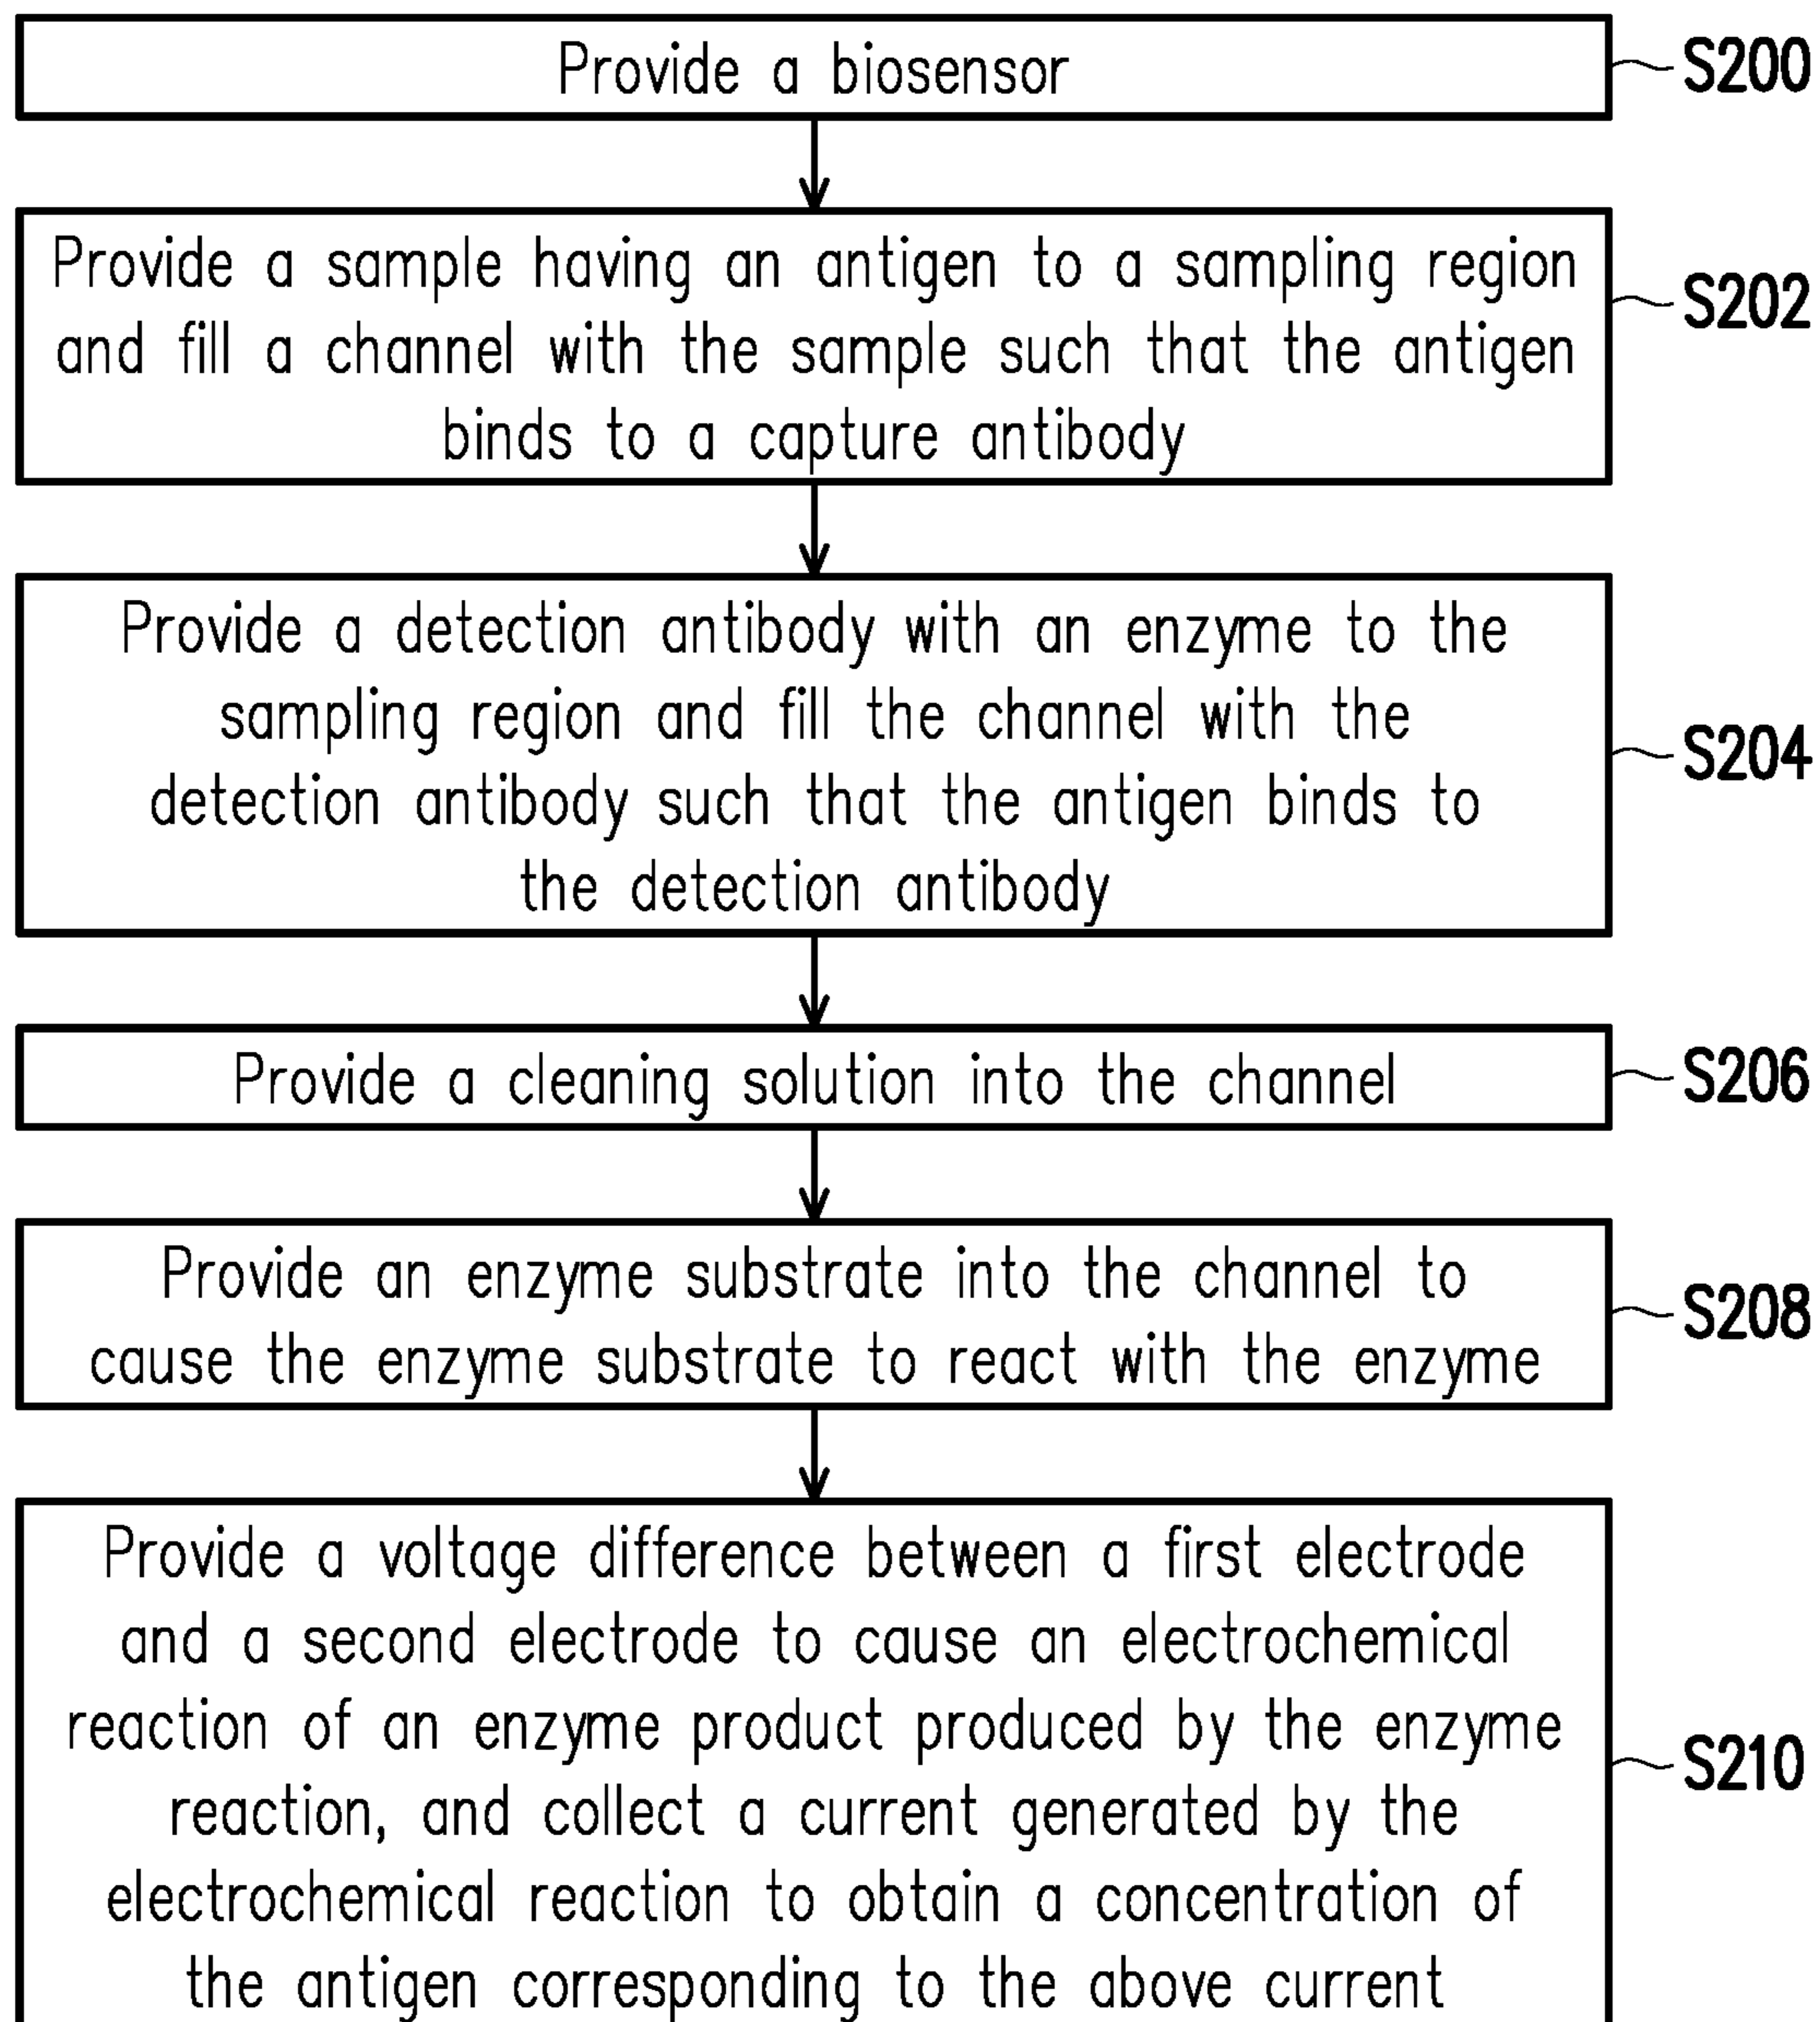 Provide a biosensor
S200
Provide a sample having an antigen to a sampling region
and fill a channel with the sample such that the antigen
binds to a capture antibody
S202
Provide a detection antibody with an enzyme to the
sampling region and fill the channel with the
detection antibody such that the antigen binds to
the detection antibody
S204
Provide a cleaning solution into the channel
S206
Provide an enzyme substrate into the channel to
cause the enzyme substrate to react with the enzyme
S208
Provide a voltage difference between a first electrode
and a second electrode to cause an electrochemical
reaction of an enzyme product produced by the enzyme
reaction, and collect a current generated by the
electrochemical reaction to obtain a concentration of
the antigen corresponding to the above current
S210